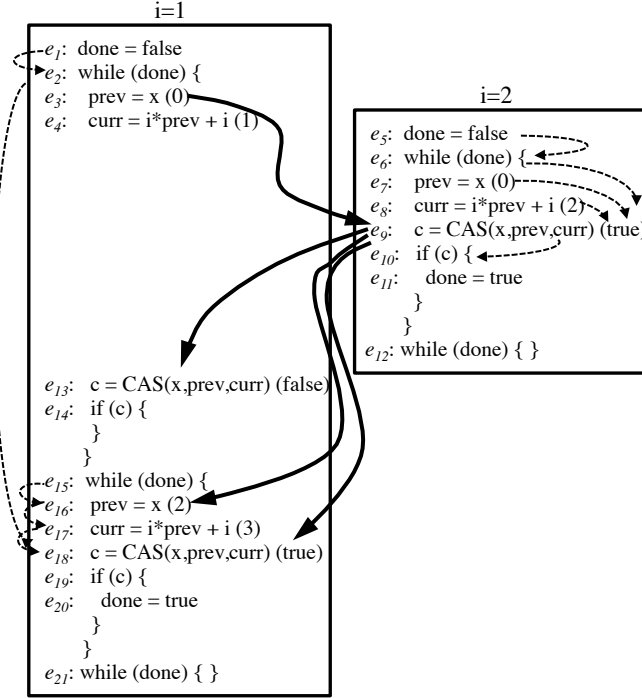 i=1
e1: done = false
e2: while (done) {
e3: prev = x (0)
e4: curr = i*prev + i (1)
i=2
e5: done = false
e6: while (done) {
e7: prev = x (0)
e8: curr = i*prev + i (2)
e9: c = CAS(x,prev,curr) (true)
e10: if (c) {
e11: done = true
}
}
e12: while (done) { }
e13: c = CAS(x,prev,curr) (false)
e14: if (c) {
}
}
e15: while (done) {
e16: prev = x (2)
e17: curr = i*prev + i (3)
e18: c = CAS(x,prev,curr) (true)
e19: if (c) {
e20: done = true
}
}
e21: while (done) { }